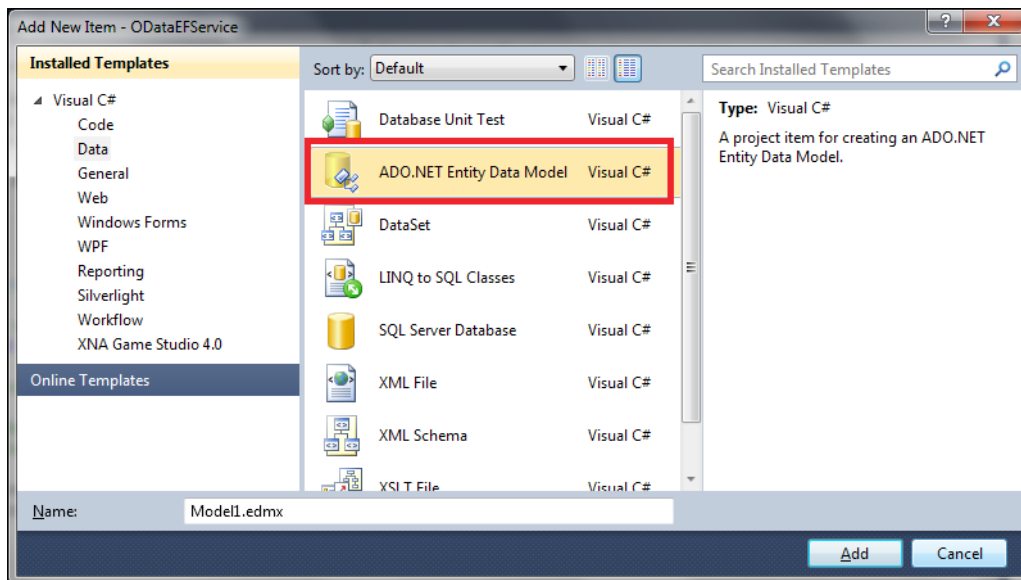 Add New Item - ODataEFService
Installed Templates
Visual C#
Code
Data
General
Web
Windows Forms
WPF
Reporting
Silverlight
Workflow
XNA Game Studio 4.0
Online Templates
Sort by: Default
Database Unit Test Visual C#
ADO.NET Entity Data Model Visual C#
DataSet Visual C#
LINQ to SQL Classes Visual C#
SQL Server Database Visual C#
XML File Visual C#
XML Schema Visual C#
XSLT File Visual C#
Search Installed Templates
Type: Visual C#
A project item for creating an ADO.NET
Entity Data Model.
Name: Model1.edmx
Add Cancel